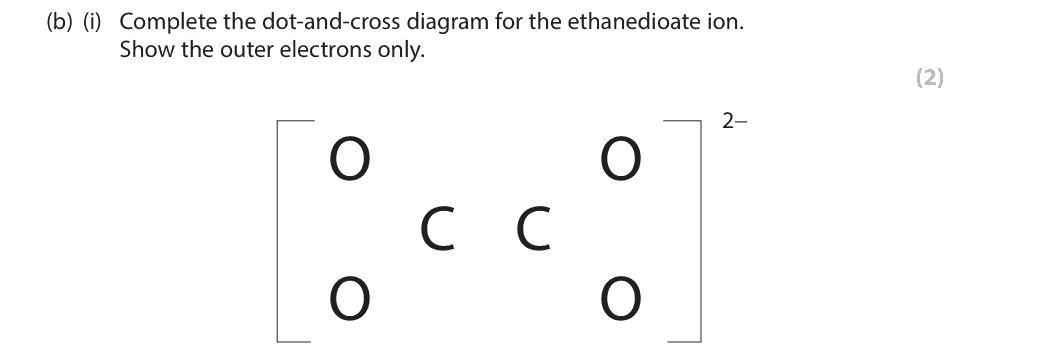 (b) (i) Complete the dot-and-cross diagram for the ethanedioate ion.
Show the outer electrons only.
(2)
2–
O O
C C
O O